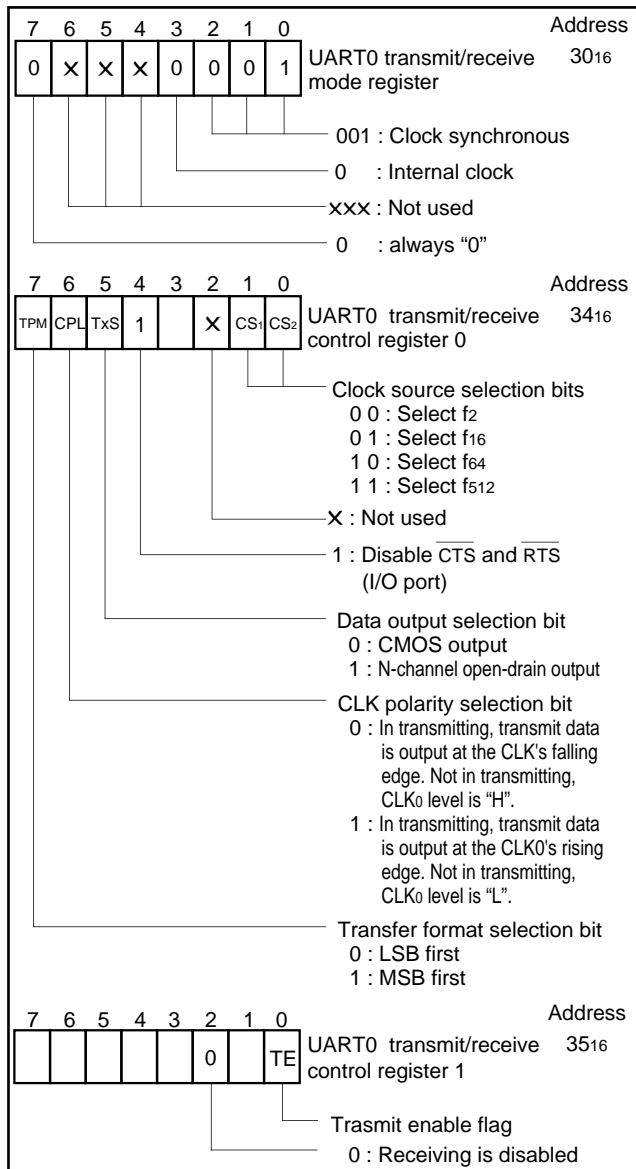 7 6 5 4 3 2 1 0 Address
0 × × × 0 0 0 1 UART0 transmit/receive 30₁₆
mode register
001 : Clock synchronous
0 : Internal clock
××× : Not used
0 : always “0”
7 6 5 4 3 2 1 0 Address
TPM CPL TxS 1 × CS₁ CS₂ UART0 transmit/receive 34₁₆
control register 0
Clock source selection bits
0 0 : Select f₂
0 1 : Select f₁₆
1 0 : Select f₆₄
1 1 : Select f₅₁₂
× : Not used
1 : Disable C̅T̅S̅ and R̅T̅S̅
(I/O port)
Data output selection bit
0 : CMOS output
1 : N-channel open-drain output
CLK polarity selection bit
0 : In transmitting, transmit data
is output at the CLK's falling
edge. Not in transmitting,
CLK₀ level is “H”.
1 : In transmitting, transmit data
is output at the CLK0's rising
edge. Not in transmitting,
CLK₀ level is “L”.
Transfer format selection bit
0 : LSB first
1 : MSB first
7 6 5 4 3 2 1 0 Address
0 TE UART0 transmit/receive 35₁₆
control register 1
Trasmit enable flag
0 : Receiving is disabled